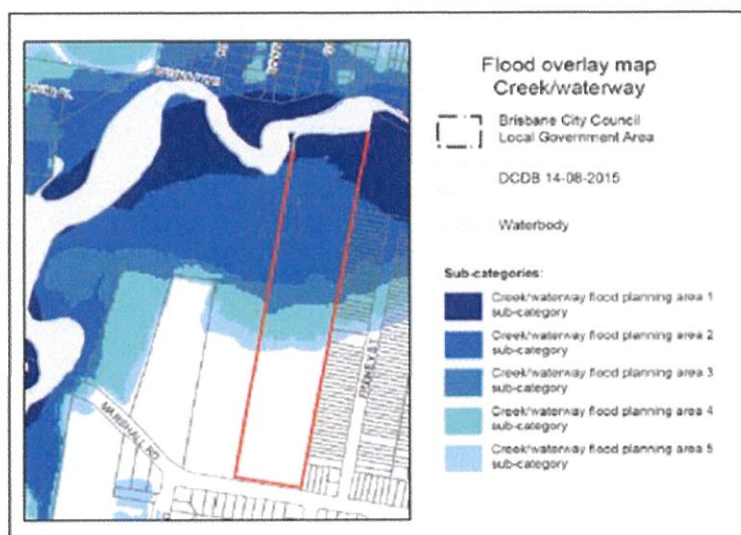 Flood overlay map
Creek/waterway
Brisbane City Council
Local Government Area
DCDB 14-08-2015
Waterbody
Sub-categories:
Creek/waterway flood planning area 1
sub-category
Creek/waterway flood planning area 2
sub-category
Creek/waterway flood planning area 3
sub-category
Creek/waterway flood planning area 4
sub-category
Creek/waterway flood planning area 5
sub-category
MARSHALL RD